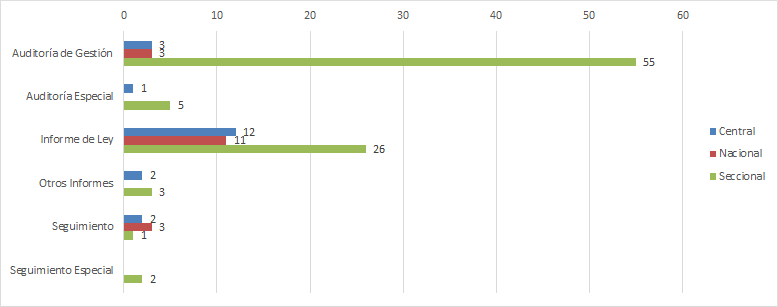 0 10 20 30 40 50 60
Auditoría de Gestión 3
3
55
Auditoría Especial 1
5
Informe de Ley 12
11
26
Otros Informes 2
3
Seguimiento 2
3
1
Seguimiento Especial 2
Central
Nacional
Seccional